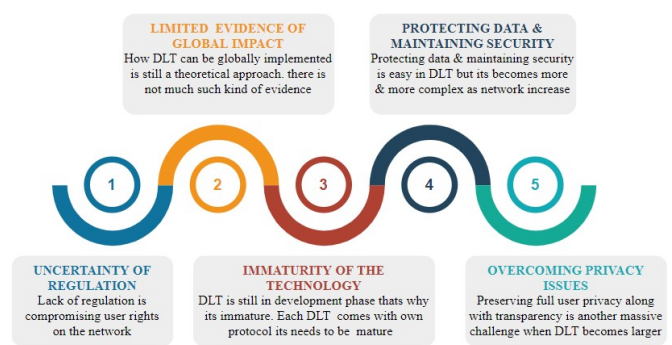 LIMITED EVIDENCE OF
GLOBAL IMPACT
How DLT can be globally implemented
is still a theoretical approach. there is
not much such kind of evidence
PROTECTING DATA &
MAINTAINING SECURITY
Protecting data & maintaining security
is easy in DLT but its becomes more
& more complex as network increase
1
2
3
4
5
UNCERTAINTY OF
REGULATION
Lack of regulation is
compromising user rights
on the network
IMMATURITY OF THE
TECHNOLOGY
DLT is still in development phase thats why
its immature. Each DLT comes with own
protocol its needs to be mature
OVERCOMING PRIVACY
ISSUES
Preserving full user privacy along
with transparency is another massive
challenge when DLT becomes larger